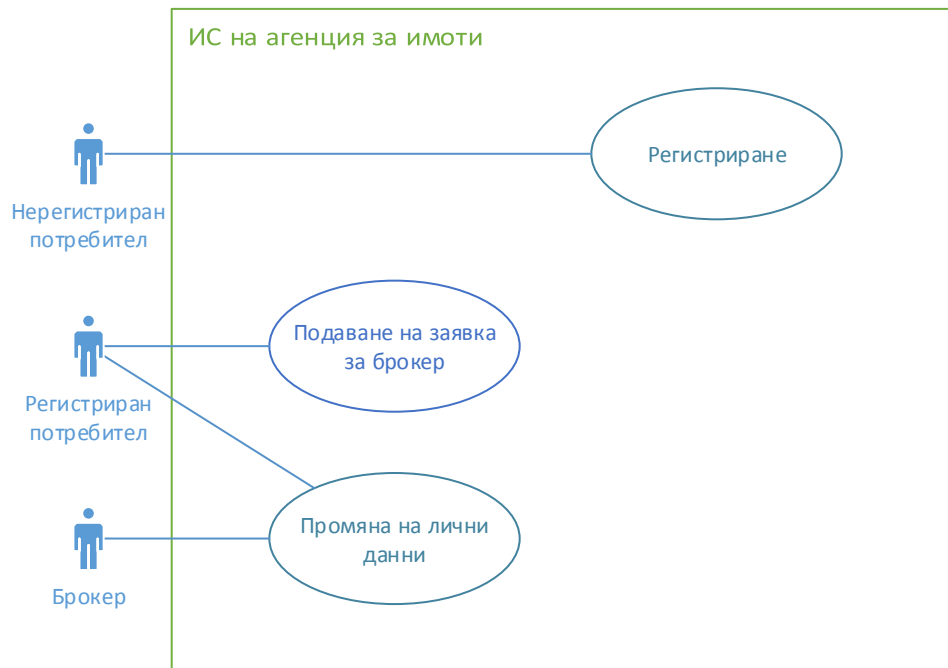 ИС на агенция за имоти
Регистриране
Нерегистриран
потребител
Подаване на заявка
за брокер
Регистриран
потребител
Промяна на лични
данни
Брокер